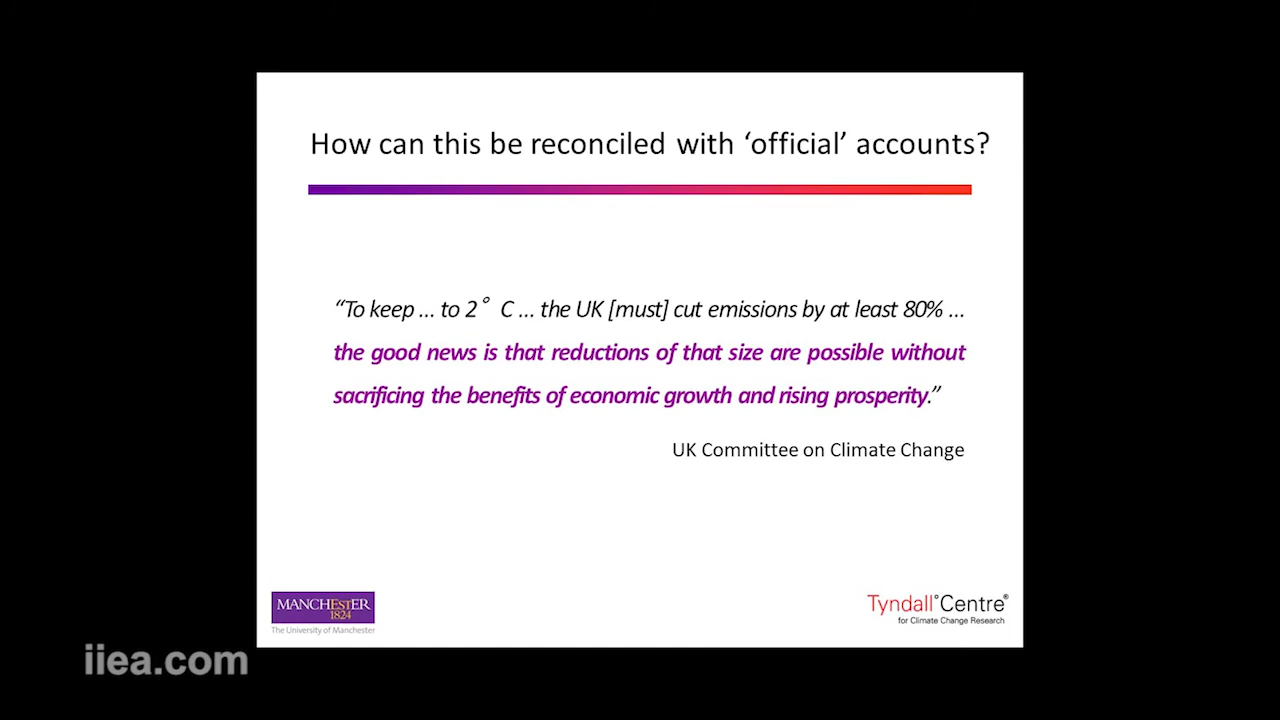 How can this be reconciled with ‘official’ accounts?
“To keep ... to 2° C ... the UK [must] cut emissions by at least 80% ...
the good news is that reductions of that size are possible without
sacrificing the benefits of economic growth and rising prosperity.”
UK Committee on Climate Change
MANCHEstER
1824
The University of Manchester
Tyndall°Centre®
for Climate Change Research
iiea.com